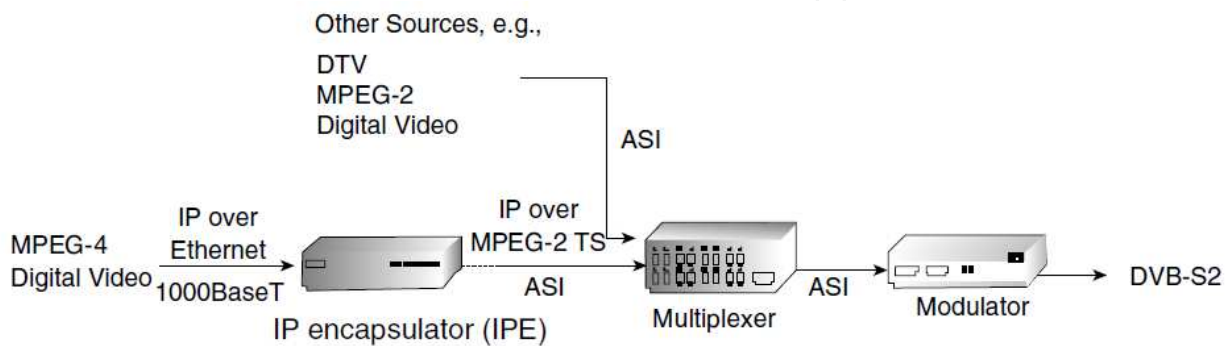 Other Sources, e.g.,
DTV
MPEG-2
Digital Video
ASI
MPEG-4
Digital Video
IP over
Ethernet
1000BaseT
IP encapsulator (IPE)
IP over
MPEG-2 TS
ASI
Multiplexer
ASI
Modulator
DVB-S2